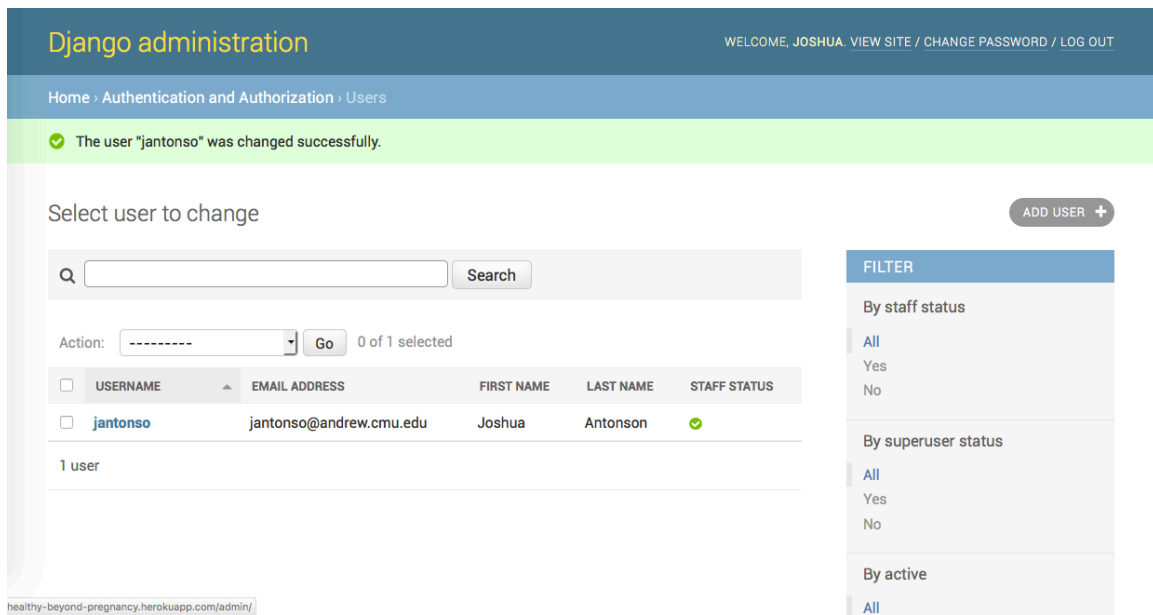 Django administration
WELCOME, JOSHUA. VIEW SITE / CHANGE PASSWORD / LOG OUT
Home › Authentication and Authorization › Users
The user "jantonso" was changed successfully.
Select user to change
ADD USER +
Search
Action: --------- Go 0 of 1 selected
USERNAME EMAIL ADDRESS FIRST NAME LAST NAME STAFF STATUS
jantonso jantonso@andrew.cmu.edu Joshua Antonson
1 user
FILTER
By staff status
All
Yes
No
By superuser status
All
Yes
No
By active
All
healthy-beyond-pregnancy.herokuapp.com/admin/